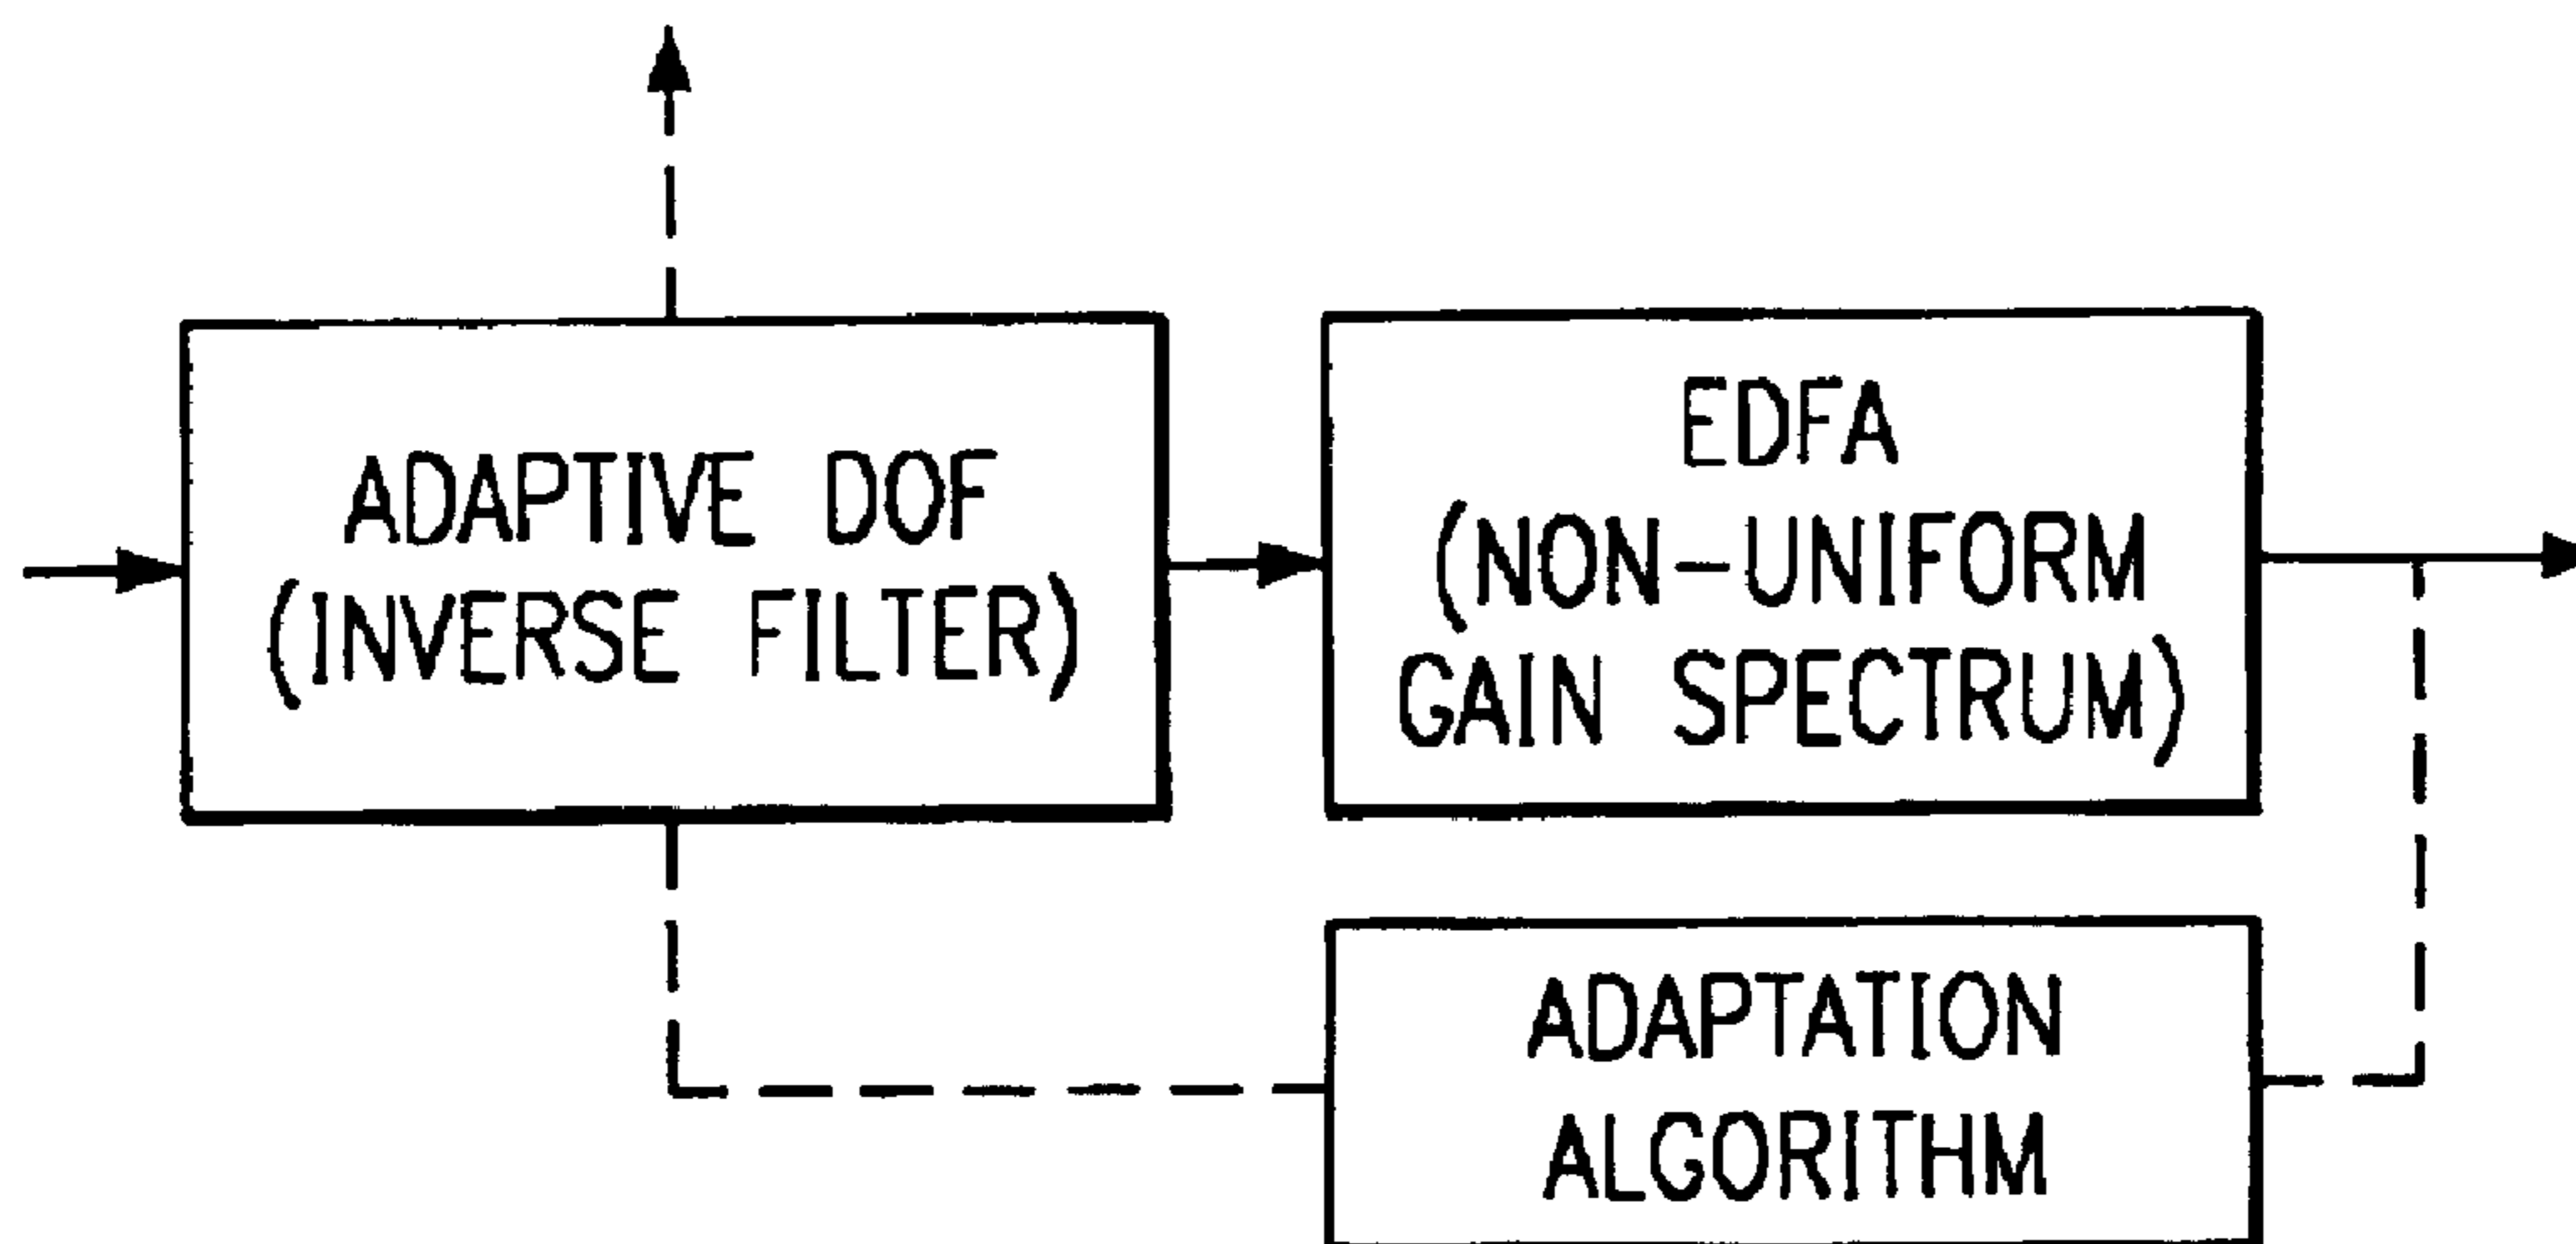 ADAPTIVE DOF
(INVERSE FILTER)
EDFA
(NON-UNIFORM
GAIN SPECTRUM)
ADAPTATION
ALGORITHM